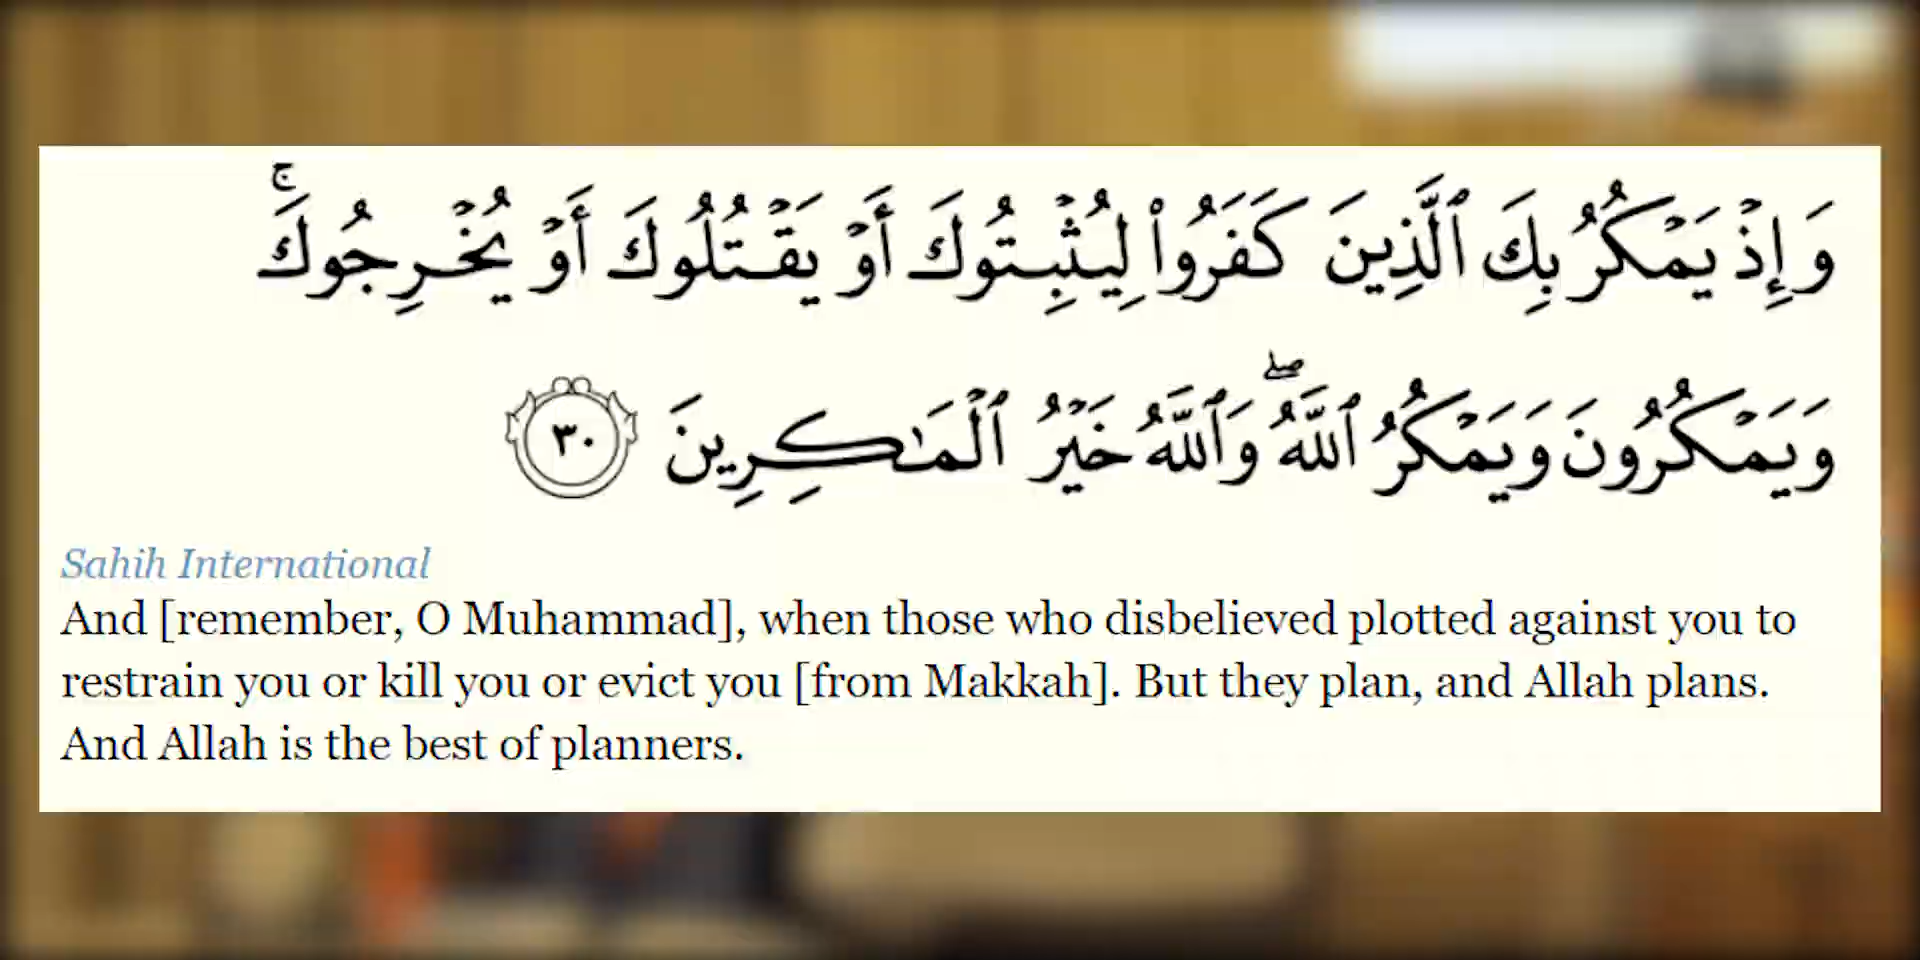 وَإِذْ يَمْكُرُ بِكَ ٱلَّذِينَ كَفَرُوا۟ لِيُثْبِتُوكَ أَوْ يَقْتُلُوكَ أَوْ يُخْرِجُوكَ ۚ
وَيَمْكُرُونَ وَيَمْكُرُ ٱللَّهُ ۖ وَٱللَّهُ خَيْرُ ٱلْمَـٰكِرِينَ ٣٠
Sahih International
And [remember, O Muhammad], when those who disbelieved plotted against you to
restrain you or kill you or evict you [from Makkah]. But they plan, and Allah plans.
And Allah is the best of planners.